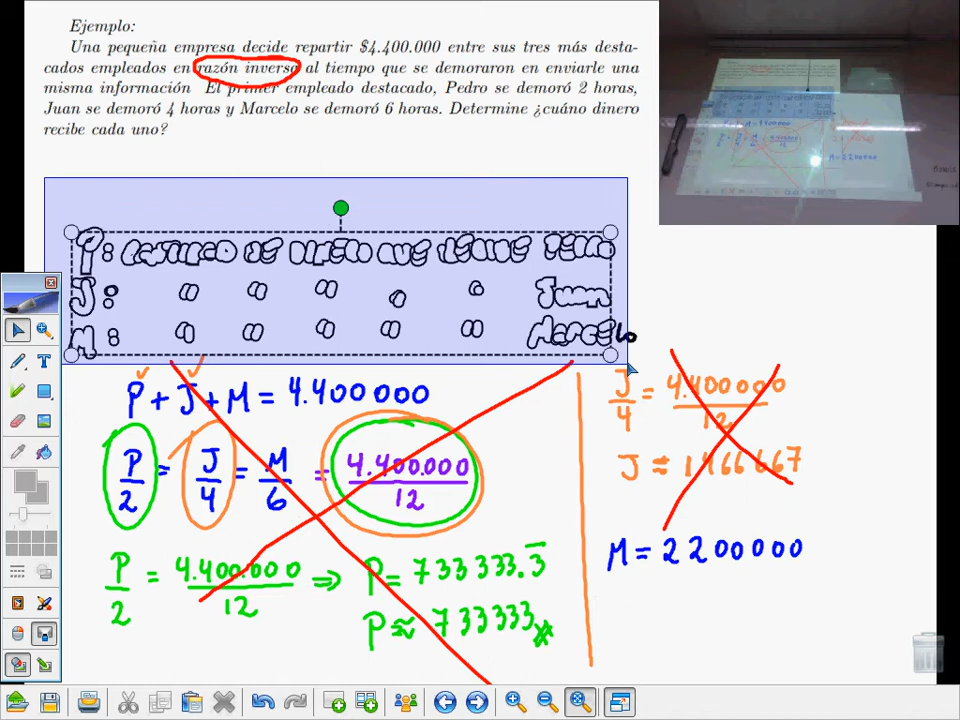 Ejemplo:
Una pequeña empresa decide repartir $4.400.000 entre sus tres más desta-
cados empleados en razón inversa al tiempo que se demoraron en enviarle una
misma información El primer empleado destacado, Pedro se demoró 2 horas,
Juan se demoró 4 horas y Marcelo se demoró 6 horas. Determine ¿cuáno dinero
recibe cada uno?
P: CANTIDAD DE DINERO QUE RECIBE PEDRO
J: " " " " " Juan
M: " " " " " Marcelo
P + J + M = 4.400000
P/2 = J/4 = M/6 = 4.400.000/12
P/2 = 4.400.000/12 ⇒ P = 733333.3̅
P ≈ 733333
J/4 = 4.400000/12
J ≈ 1466667
M = 2200000